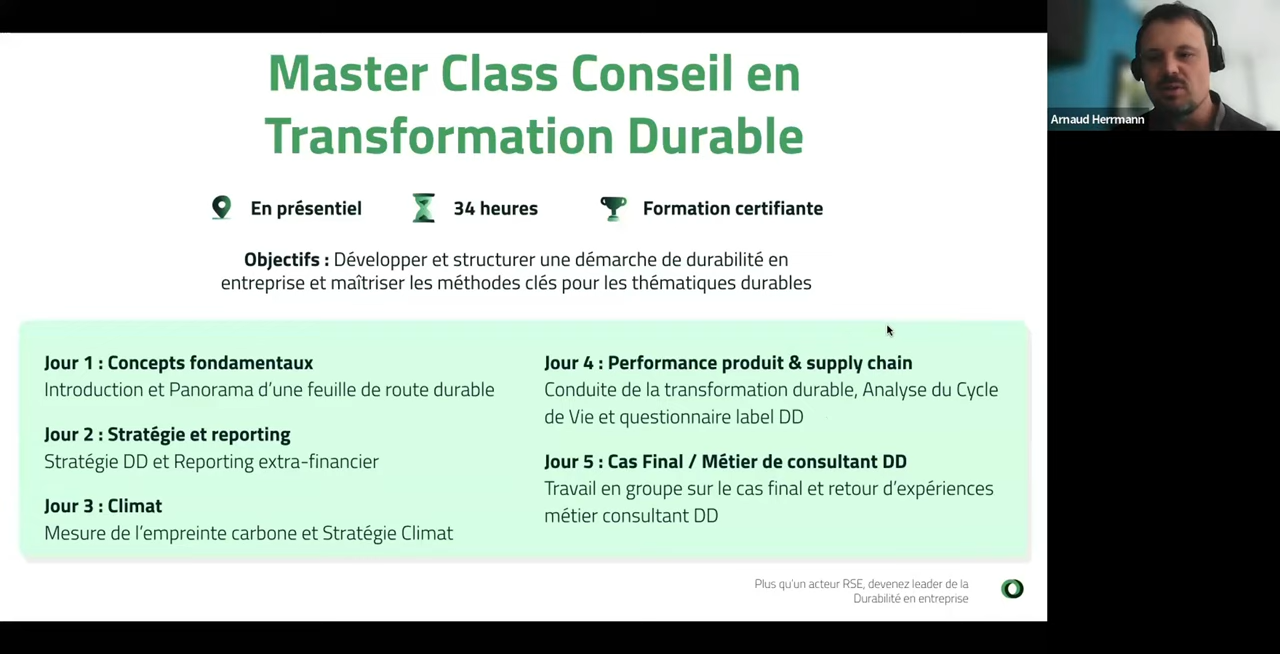 Master Class Conseil en
Transformation Durable
En présentiel
34 heures
Formation certifiante
Objectifs : Développer et structurer une démarche de durabilité en
entreprise et maîtriser les méthodes clés pour les thématiques durables
Jour 1 : Concepts fondamentaux
Introduction et Panorama d'une feuille de route durable
Jour 2 : Stratégie et reporting
Stratégie DD et Reporting extra-financier
Jour 3 : Climat
Mesure de l'empreinte carbone et Stratégie Climat
Jour 4 : Performance produit & supply chain
Conduite de la transformation durable, Analyse du Cycle
de Vie et questionnaire label DD
Jour 5 : Cas Final / Métier de consultant DD
Travail en groupe sur le cas final et retour d'expériences
métier consultant DD
Plus qu'un acteur RSE, devenez leader de la
Durabilité en entreprise
Arnaud Herrmann